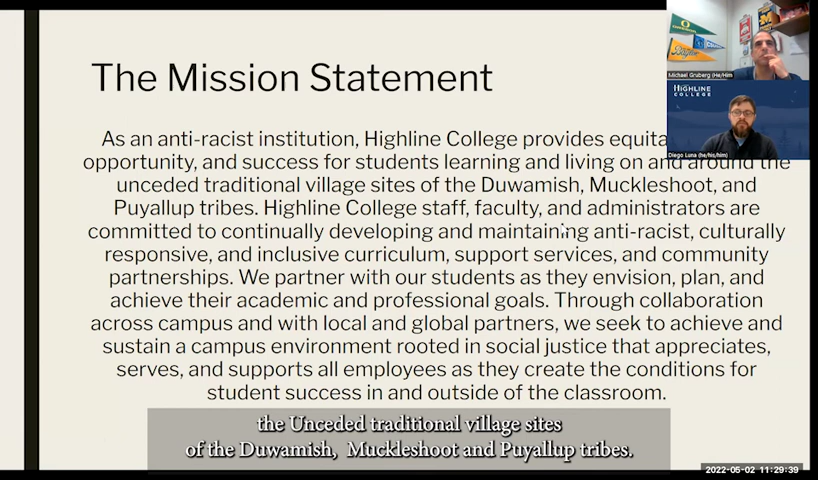 The Mission Statement
As an anti-racist institution, Highline College provides
opportunity, and success for students learning and living on and around the
unceded traditional village sites of the Duwamish, Muckleshoot, and
Puyallup tribes. Highline College staff, faculty, and administrators are
committed to continually developing and maintaining anti-racist, culturally
responsive, and inclusive curriculum, support services, and community
partnerships. We partner with our students as they envision, plan, and
achieve their academic and professional goals. Through collaboration
across campus and with local and global partners, we seek to achieve and
sustain a campus environment rooted in social justice that appreciates,
serves, and supports all employees as they create the conditions for
student success in and outside of the classroom.
the Unceded traditional village sites
of the Duwamish, Muckleshoot and Puyallup tribes.
Michael Gruberg (He/Him
HIGHLINE
COLLEGE
Diego Luna (he/his/him)
2022-05-02 11:29:39